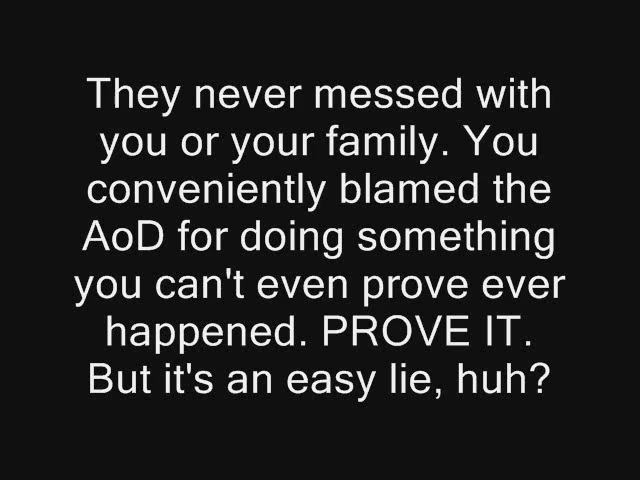 They never messed with
you or your family. You
conveniently blamed the
AoD for doing something
you can't even prove ever
happened. PROVE IT.
But it's an easy lie, huh?